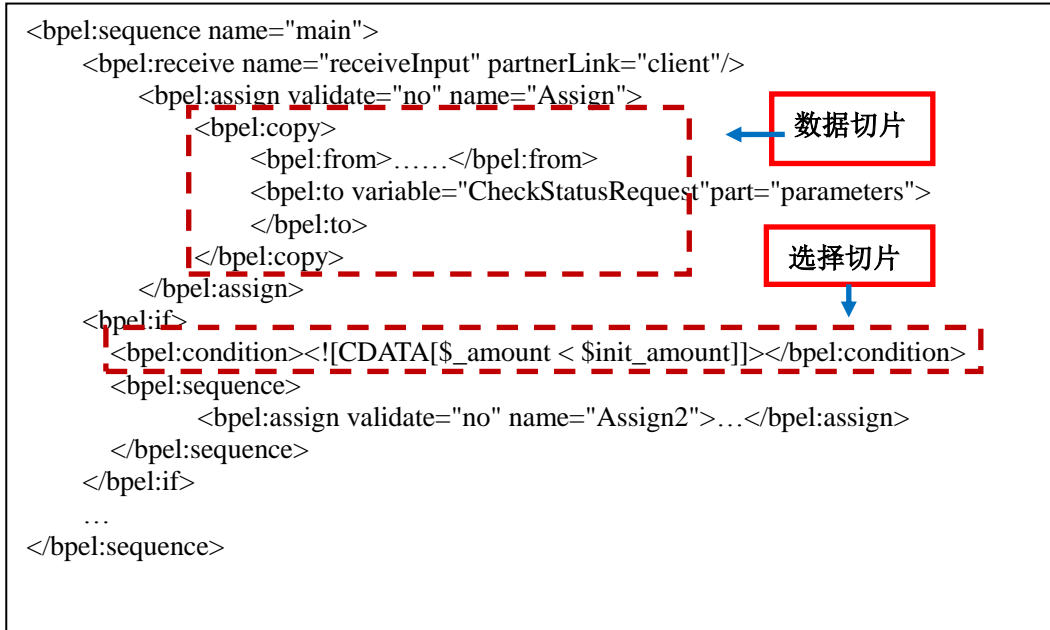 <bpel:sequence name="main">
<bpel:receive name="receiveInput" partnerLink="client"/>
<bpel:assign validate="no" name="Assign">
<bpel:copy>
数据切片
<bpel:from>……</bpel:from>
<bpel:to variable="CheckStatusRequest"part="parameters">
</bpel:to>
</bpel:copy>
选择切片
</bpel:assign>
<bpel:if>
<bpel:condition><![CDATA[$_amount < $init_amount]]></bpel:condition>
<bpel:sequence>
<bpel:assign validate="no" name="Assign2">…</bpel:assign>
</bpel:sequence>
</bpel:if>
…
</bpel:sequence>